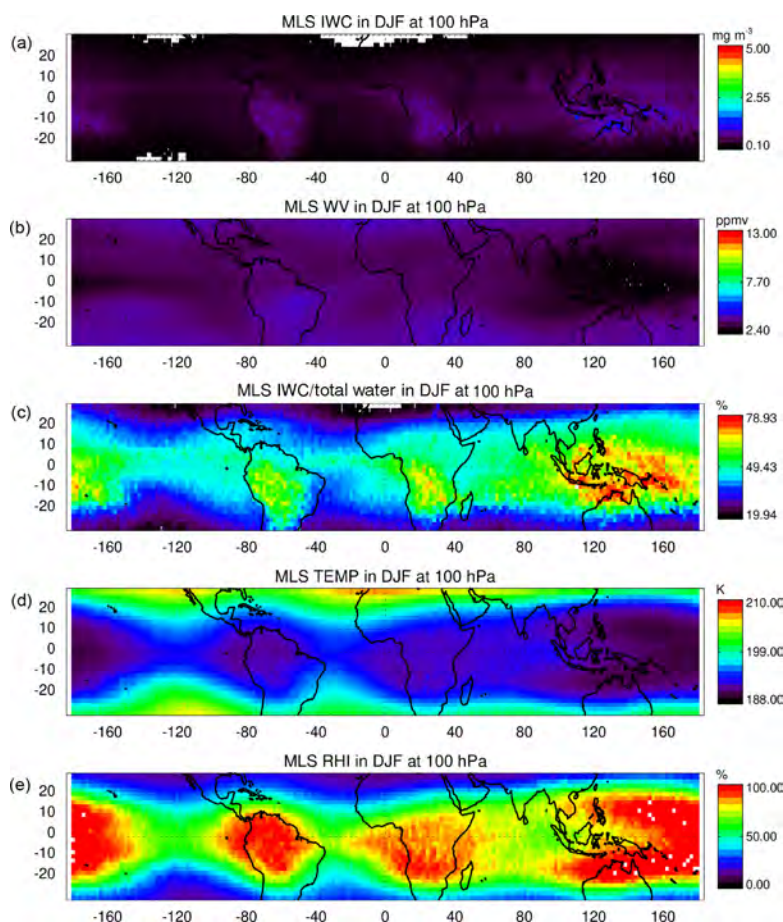 MLS IWC in DJF at 100 hPa
(a)
mg m⁻³
20
10
0
-10
-20
5.00
2.55
0.10
-160 -120 -80 -40 0 40 80 120 160
MLS WV in DJF at 100 hPa
(b)
ppmv
20
10
0
-10
-20
13.00
7.70
2.40
-160 -120 -80 -40 0 40 80 120 160
MLS IWC/total water in DJF at 100 hPa
(c)
%
20
10
0
-10
-20
78.93
49.43
19.94
-160 -120 -80 -40 0 40 80 120 160
MLS TEMP in DJF at 100 hPa
(d)
K
20
10
0
-10
-20
210.00
199.00
188.00
-160 -120 -80 -40 0 40 80 120 160
MLS RHI in DJF at 100 hPa
(e)
%
20
10
0
-10
-20
100.00
50.00
0.00
-160 -120 -80 -40 0 40 80 120 160